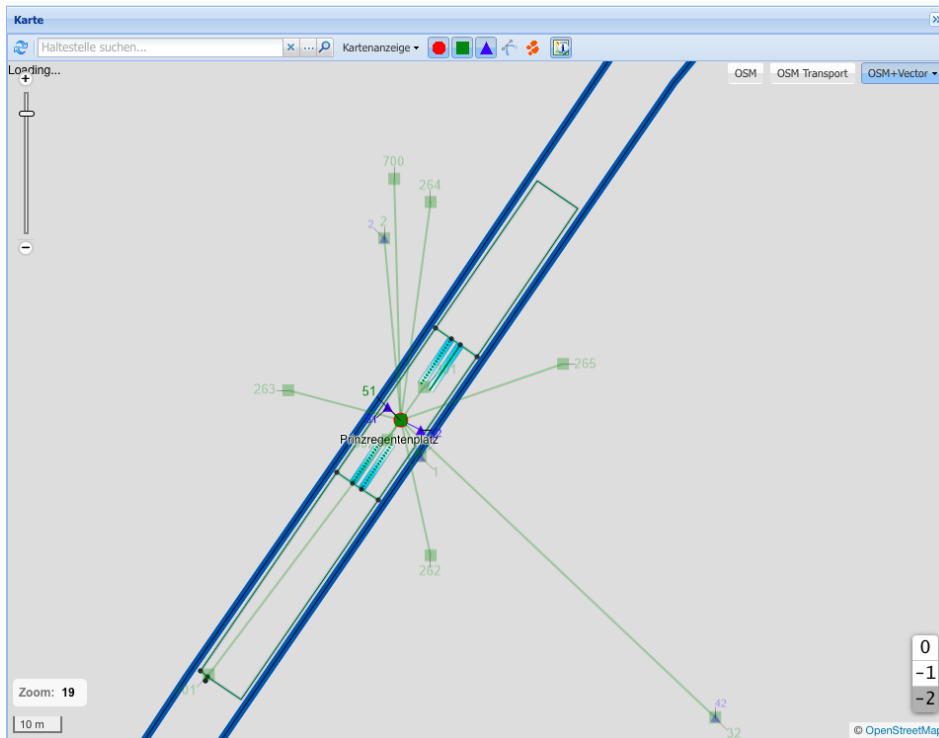 Karte
Haltestelle suchen...
Kartenanzeige
Loading...
OSM
OSM Transport
OSM+Vector
700
264
2
2
265
263
51
Prinzregentenplatz
1
262
42
32
Zoom: 19
10 m
0
-1
-2
© OpenStreetMap